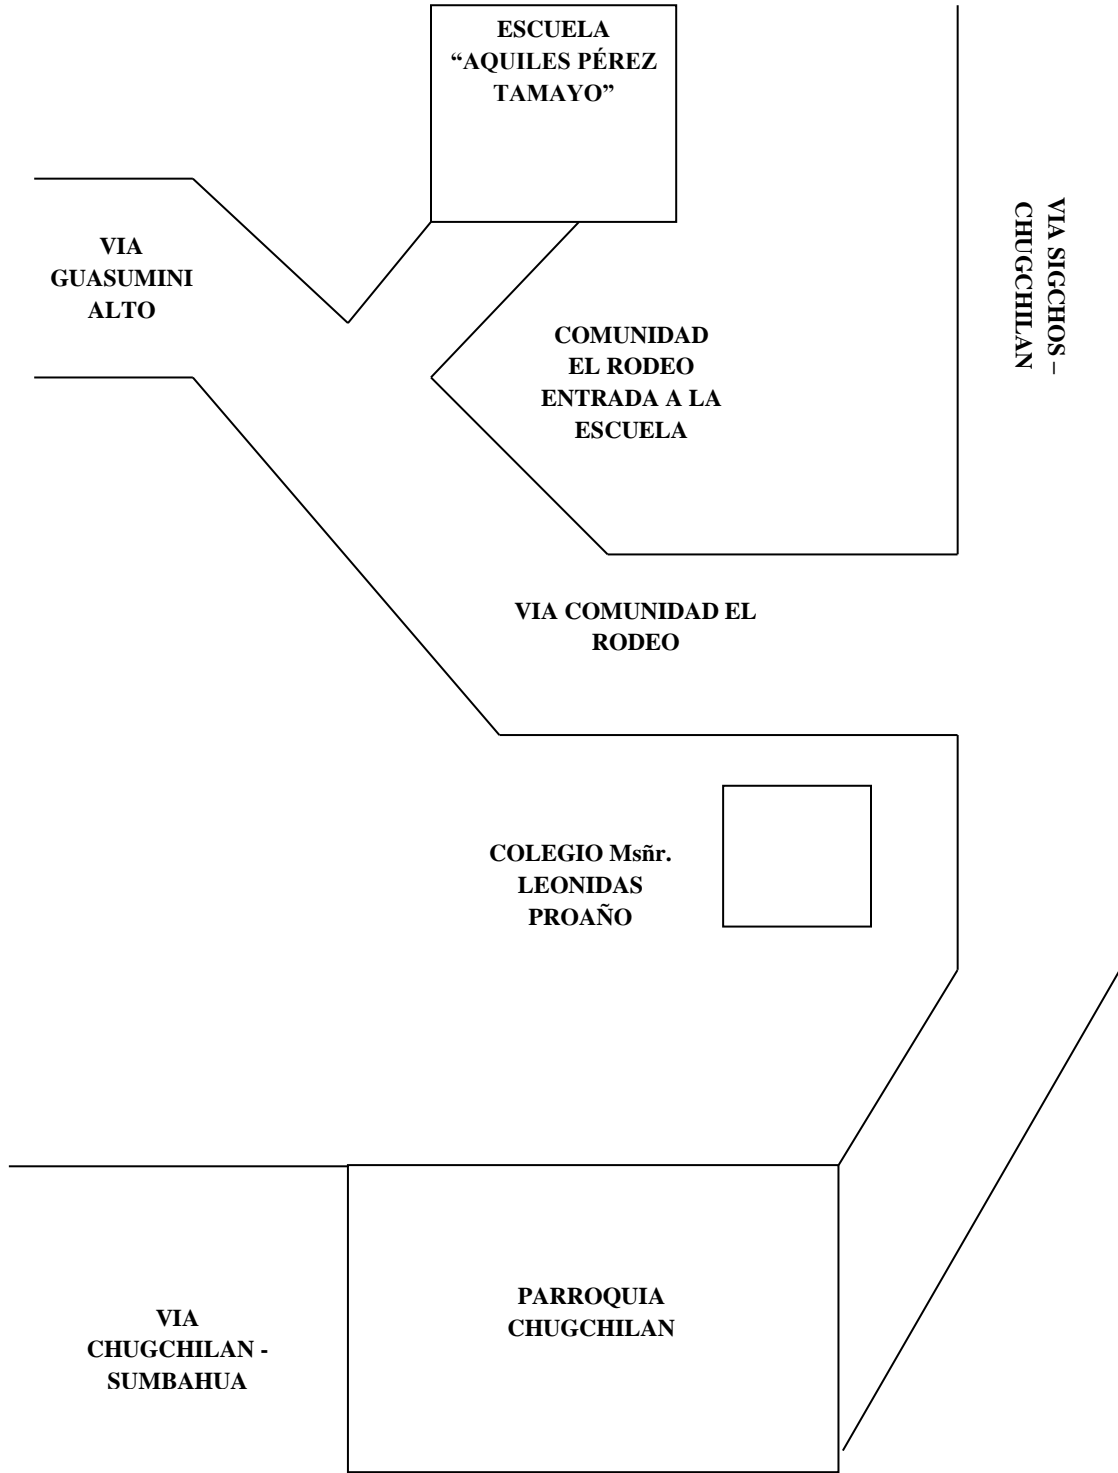 ESCUELA
“AQUILES PÉREZ
TAMAYO”
VIA SIGCHOS –
CHUGCHILAN
VIA
GUASUMINI
ALTO
COMUNIDAD
EL RODEO
ENTRADA A LA
ESCUELA
VIA COMUNIDAD EL
RODEO
COLEGIO Msñr.
LEONIDAS
PROAÑO
PARROQUIA
CHUGCHILAN
VIA
CHUGCHILAN -
SUMBAHUA